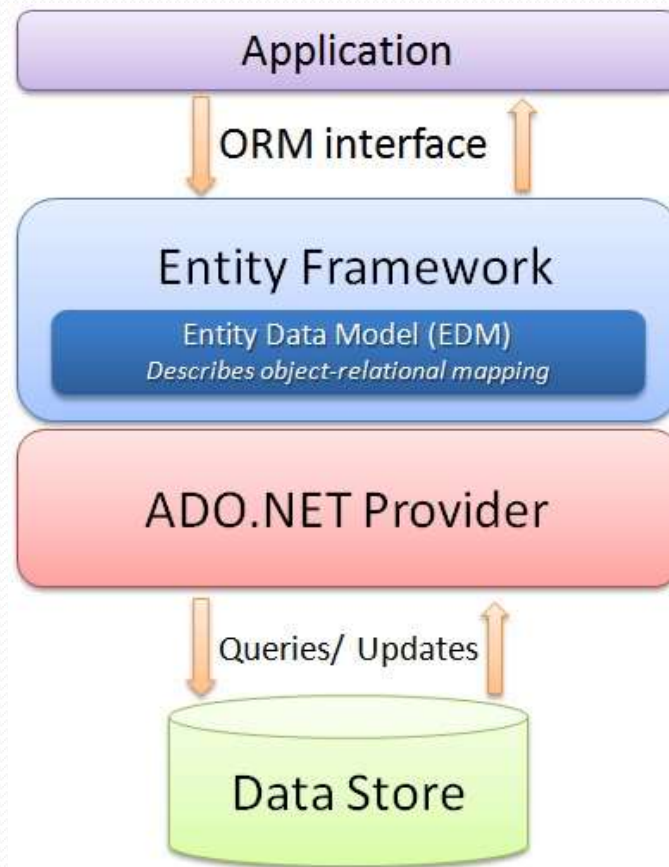 Application
ORM interface
Entity Framework
Entity Data Model (EDM)
Describes object-relational mapping
ADO.NET Provider
Queries/ Updates
Data Store